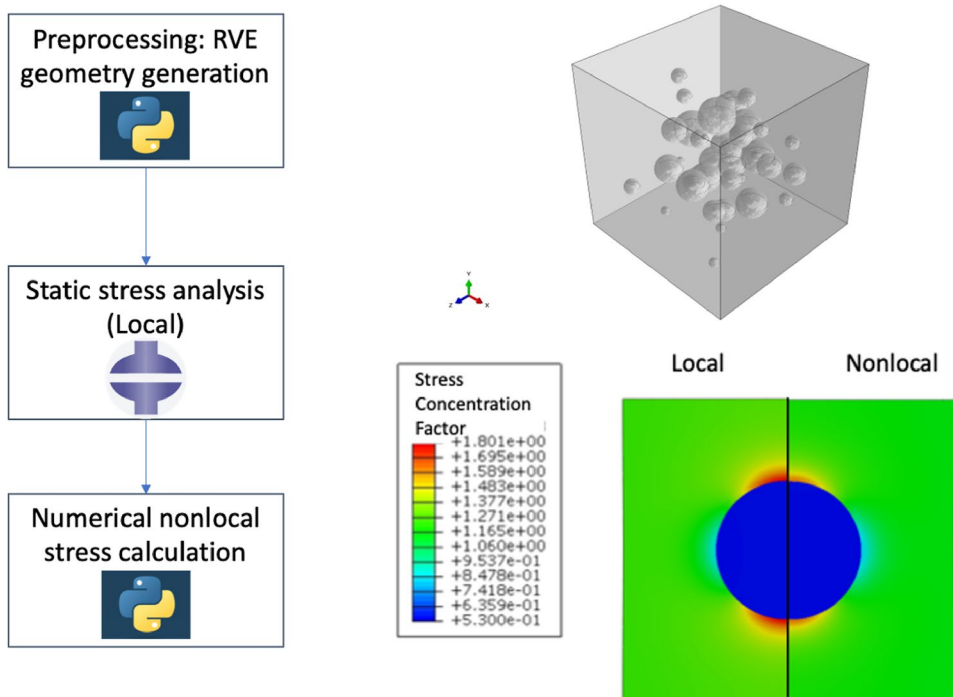 Preprocessing: RVE
geometry generation
Static stress analysis
(Local)
Numerical nonlocal
stress calculation
Y
Z
X
Stress
Concentration
Factor
+1.801e+00
+1.695e+00
+1.589e+00
+1.483e+00
+1.377e+00
+1.271e+00
+1.165e+00
+1.060e+00
+9.537e-01
+8.478e-01
+7.418e-01
+6.359e-01
+5.300e-01
Local
Nonlocal